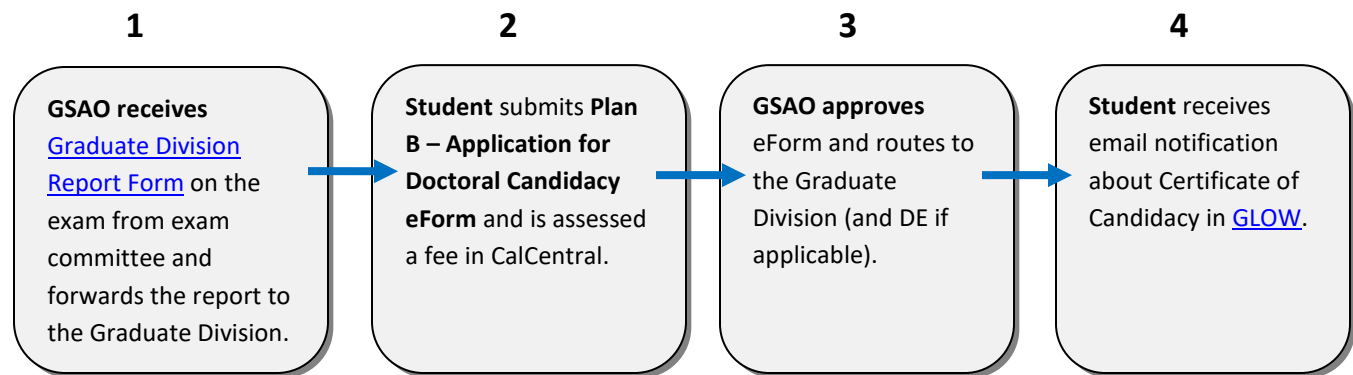 1
GSAO receives
Graduate Division
Report Form on the
exam from exam
committee and
forwards the report to
the Graduate Division.
2
Student submits Plan
B – Application for
Doctoral Candidacy
eForm and is assessed
a fee in CalCentral.
3
GSAO approves
eForm and routes to
the Graduate
Division (and DE if
applicable).
4
Student receives
email notification
about Certificate of
Candidacy in GLOW.